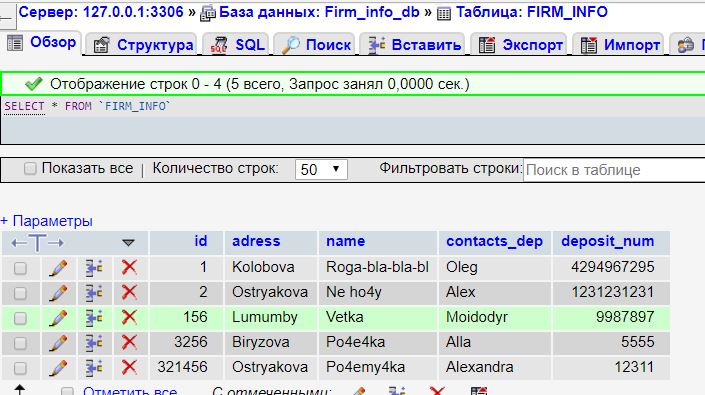 Сервер: 127.0.0.1:3306 » База данных: Firm_info_db » Таблица: FIRM_INFO
Обзор Структура SQL Поиск Вставить Экспорт Импорт
Отображение строк 0 - 4 (5 всего, Запрос занял 0,0000 сек.)
SELECT * FROM `FIRM_INFO`
Показать все | Количество строк: 50 Фильтровать строки: Поиск в таблице
+ Параметры
←T→ id adress name contacts_dep deposit_num
1 Kolobova Roga-bla-bla-bl Oleg 4294967295
2 Ostryakova Ne ho4y Alex 1231231231
156 Lumumby Vetka Moidodyr 9987897
3256 Biryzova Po4e4ka Alla 5555
321456 Ostryakova Po4emy4ka Alexandra 12311
Отметить все С отмеченными: